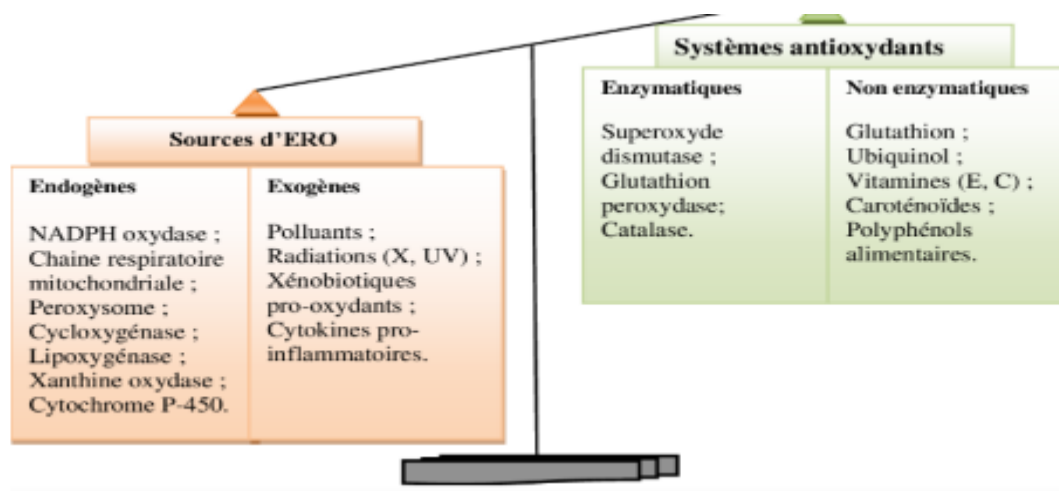 Systèmes antioxydants
Enzymatiques
Superoxyde
dismutase ;
Glutathion
peroxydase;
Catalase.
Non enzymatiques
Glutathion ;
Ubiquinol ;
Vitamines (E, C) ;
Caroténoïdes ;
Polyphénols
alimentaires.
Sources d'ERO
Endogènes
NADPH oxydase ;
Chaine respiratoire
mitochondriale ;
Peroxysome ;
Cycloxygénase ;
Lipoxygénase ;
Xanthine oxydase ;
Cytochrome P-450.
Exogènes
Polluants ;
Radiations (X, UV) ;
Xénobiotiques
pro-oxydants ;
Cytokines pro-
inflammatoires.